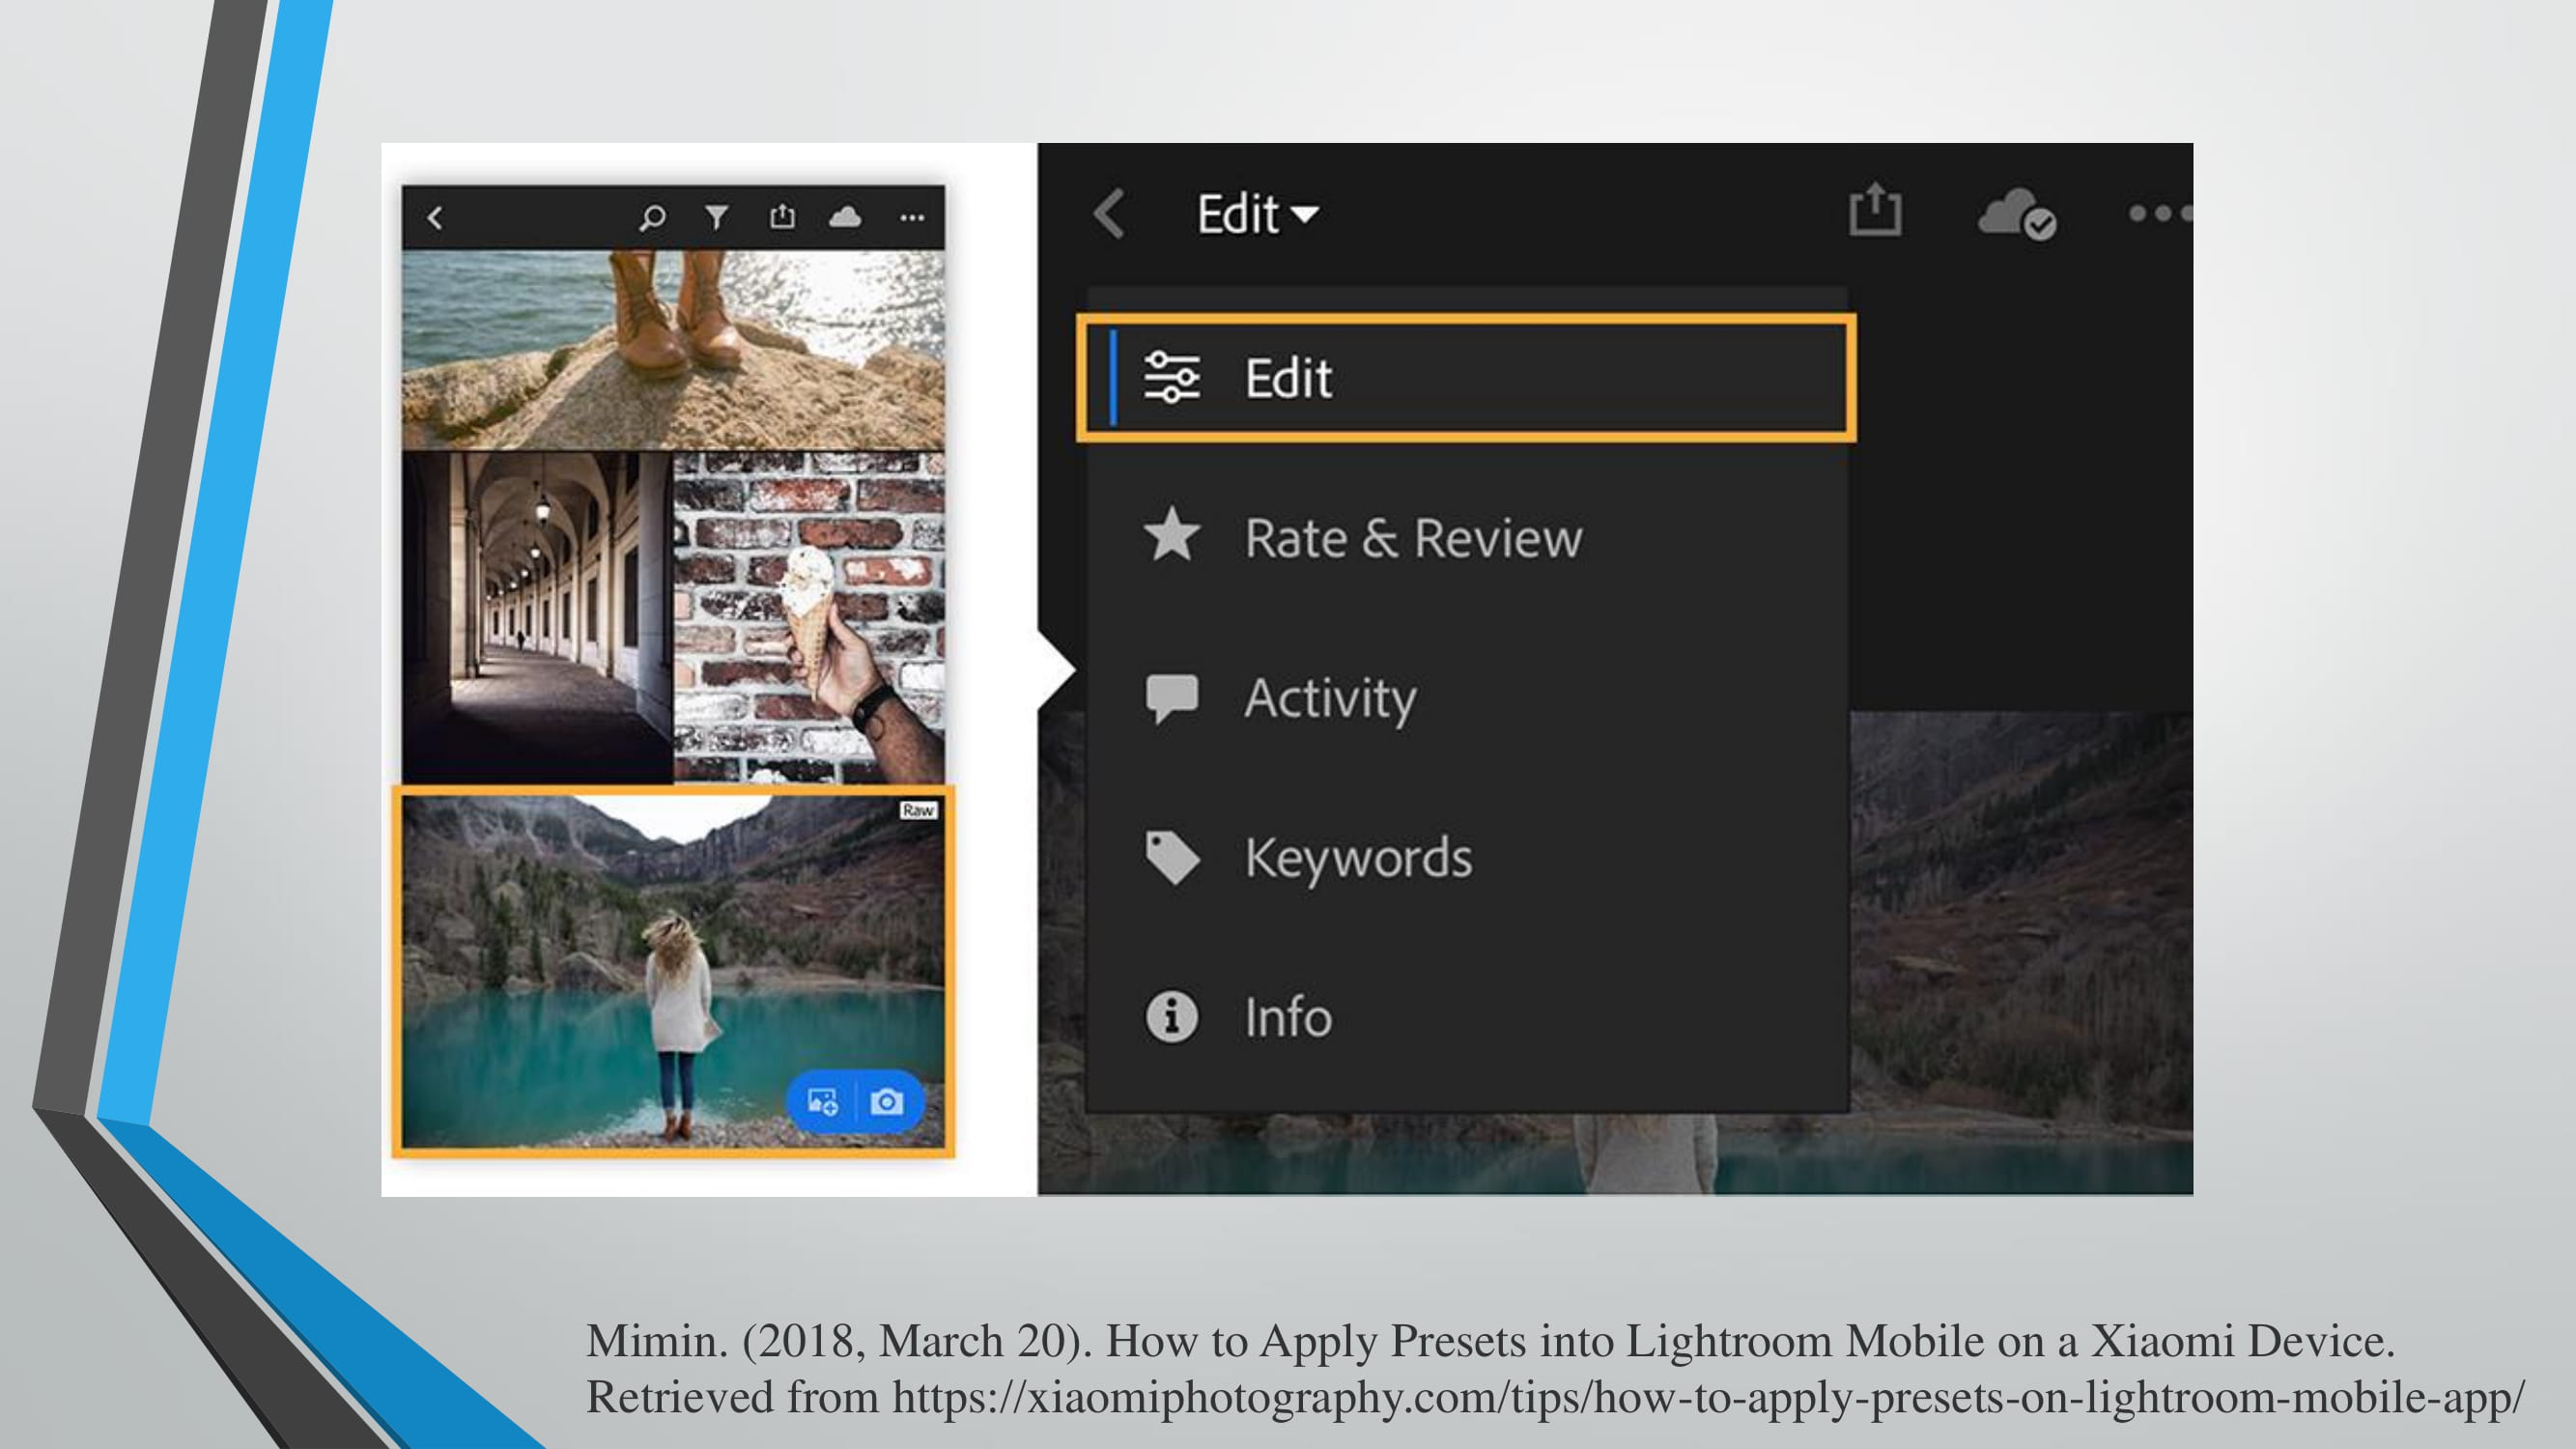 Raw
Edit
Edit
Rate & Review
Activity
Keywords
Info
Mimin. (2018, March 20). How to Apply Presets into Lightroom Mobile on a Xiaomi Device.
Retrieved from https://xiaomiphotography.com/tips/how-to-apply-presets-on-lightroom-mobile-app/